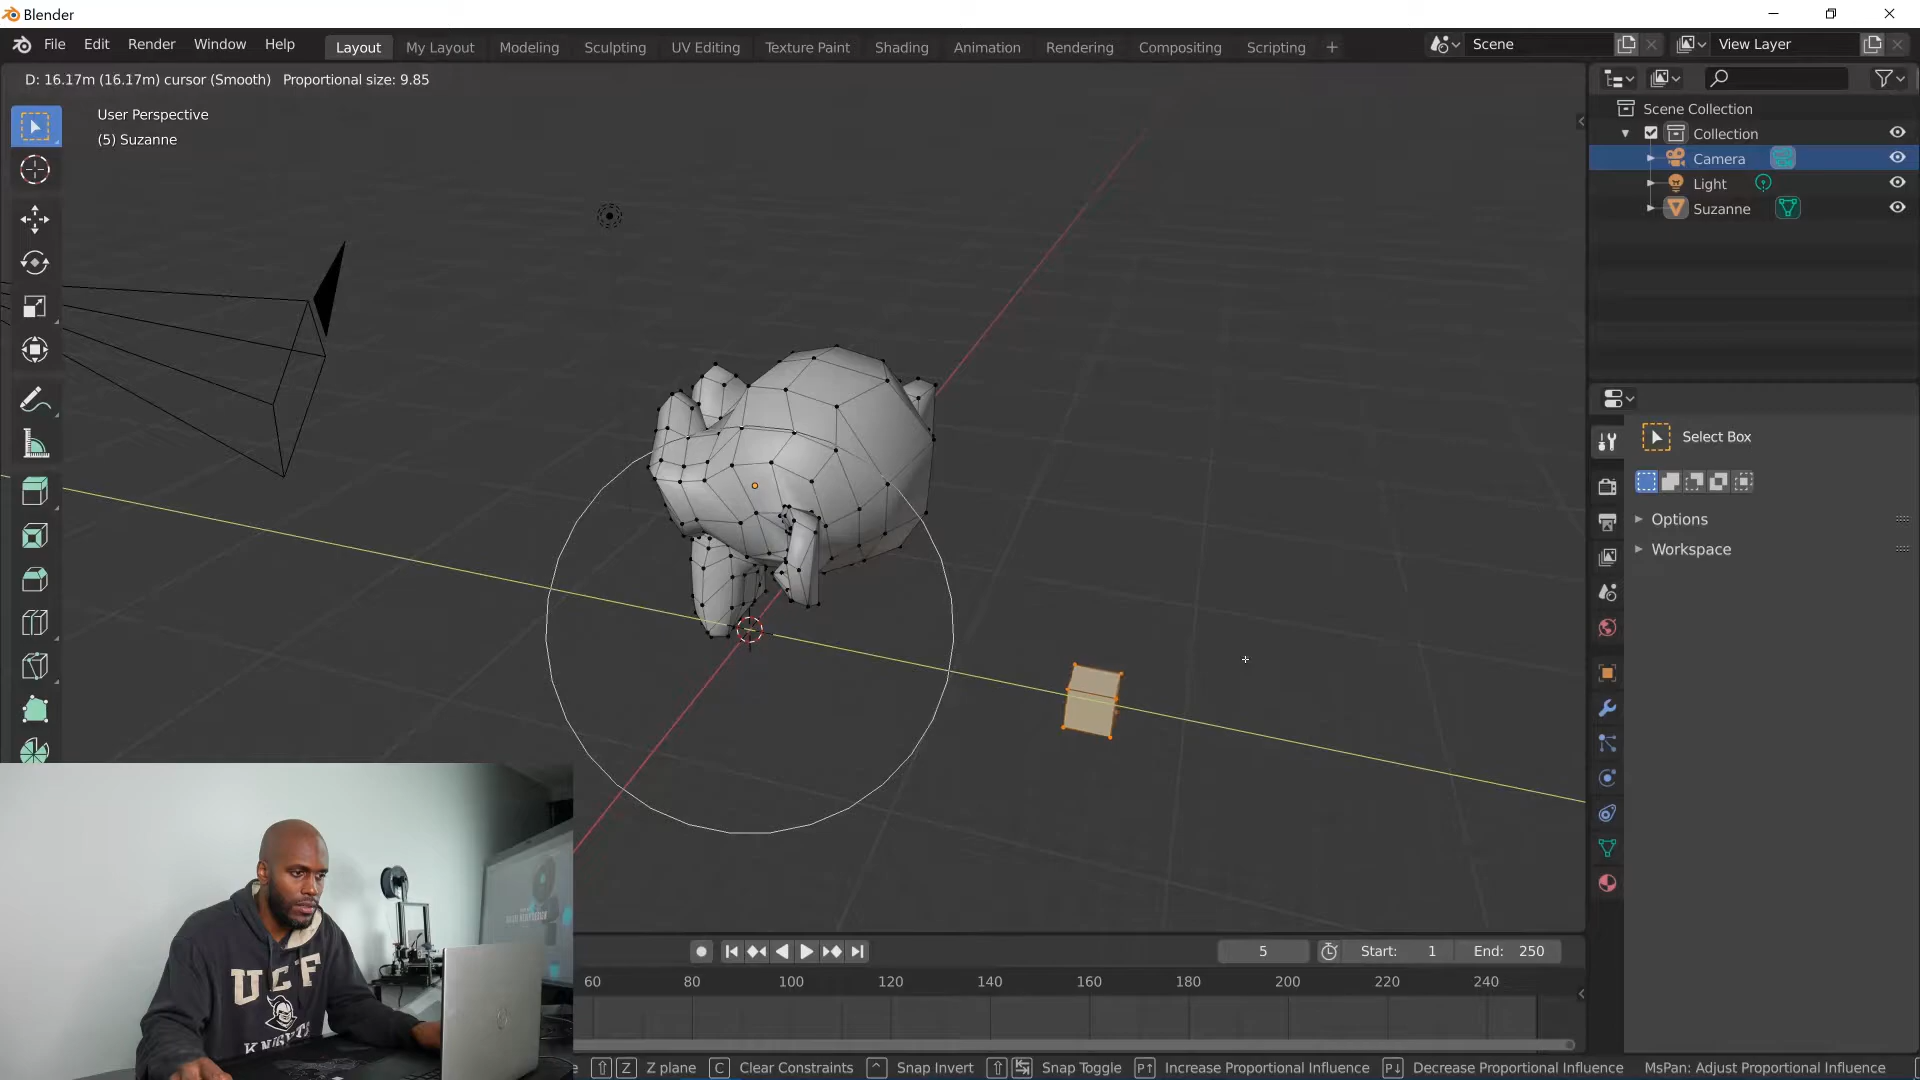 Blender
File Edit Render Window Help Layout My Layout Modeling Sculpting UV Editing Texture Paint Shading Animation Rendering Compositing Scripting + Scene View Layer
D: 16.17m (16.17m) cursor (Smooth) Proportional size: 9.85
User Perspective
(5) Suzanne
Scene Collection
Collection
Camera
Light
Suzanne
Select Box
Options
Workspace
UCF
KNIGHTS
5 Start: 1 End: 250
60 80 100 120 140 160 180 200 220 240
e Z Z plane C Clear Constraints ^ Snap Invert Snap Toggle P↑ Increase Proportional Influence P↓ Decrease Proportional Influence MsPan: Adjust Proportional Influence